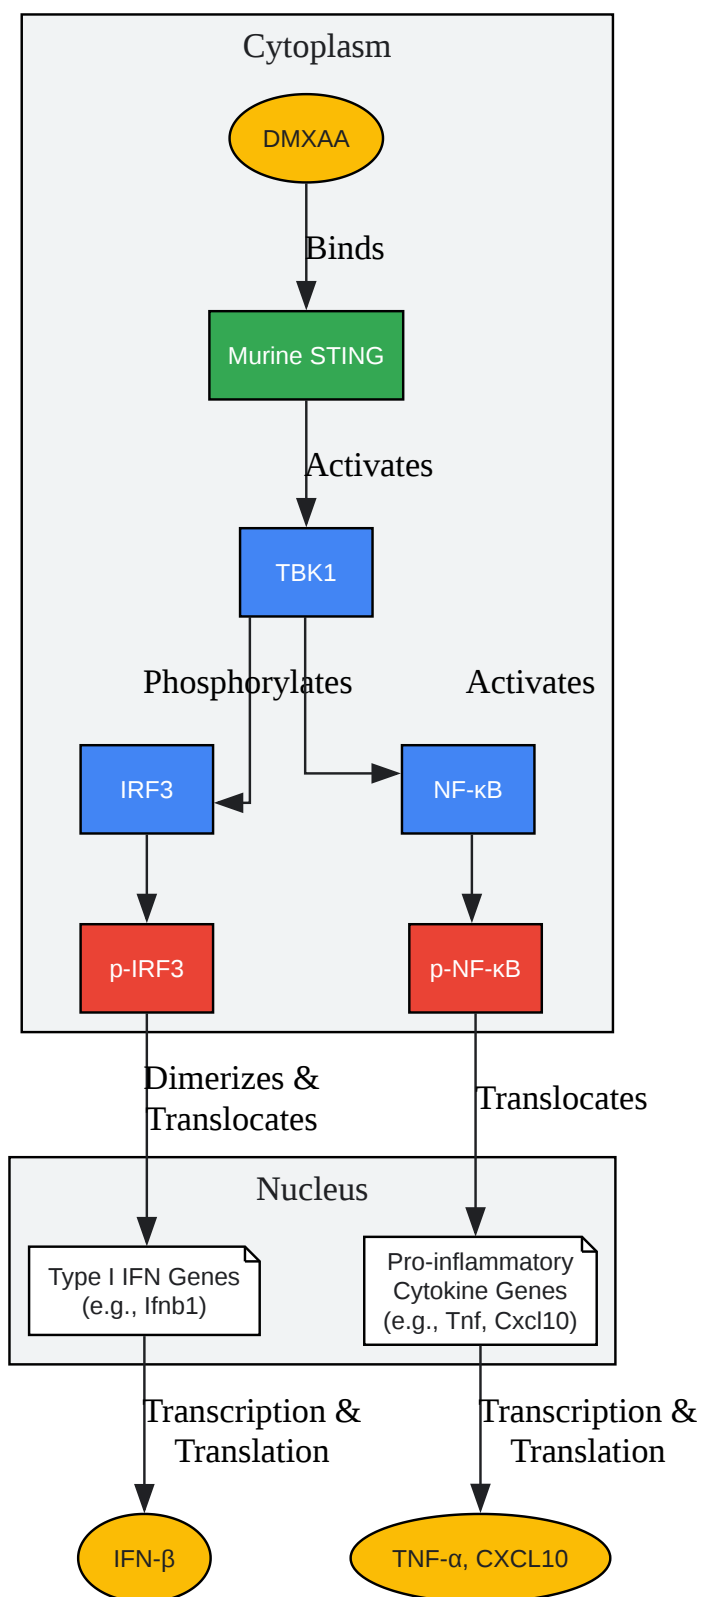 Cytoplasm
DMXAA
Binds
Murine STING
Activates
TBK1
Phosphorylates
Activates
IRF3
NF-κB
p-IRF3
p-NF-κB
Dimerizes &
Translocates
Translocates
Nucleus
Type I IFN Genes
(e.g., Ifnb1)
Pro-inflammatory
Cytokine Genes
(e.g., Tnf, Cxcl10)
Transcription &
Translation
Transcription &
Translation
IFN-β
TNF-α, CXCL10